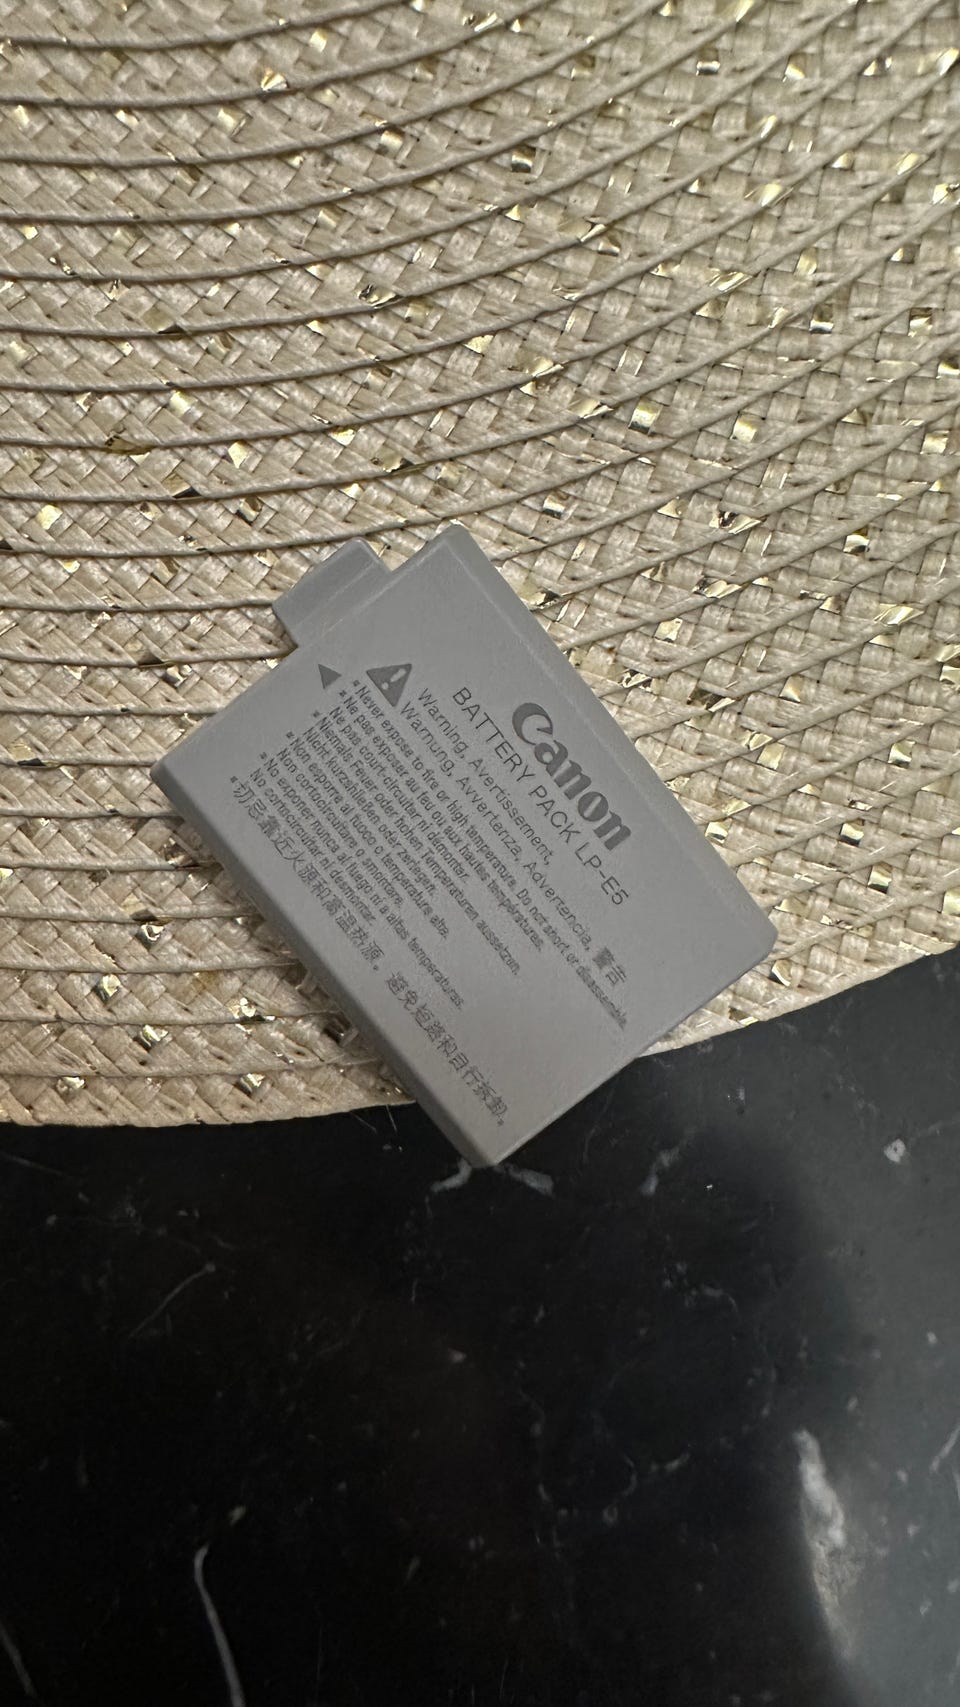 Canon
BATTERY PACK LP-E5
Warning, Avertissement,
Warnung, Avvertenza, Advertencia, 警告
Never expose to fire or high temperature. Do not short or disassemble.
Ne pas exposer au feu ou aux hautes températures.
Ne pas court-circuiter ni démonter.
Niemals Feuer oder hohen Temperaturen aussetzen.
Nicht kurzschließen oder zerlegen.
Non esporre al fuoco o temperature alte.
Non cortocircuitare o smontare.
No exponer nunca al fuego ni a altas temperaturas.
No cortocircuitar ni desmontar.
切忌靠近火源和高温热源。 避免短路和自行拆卸。